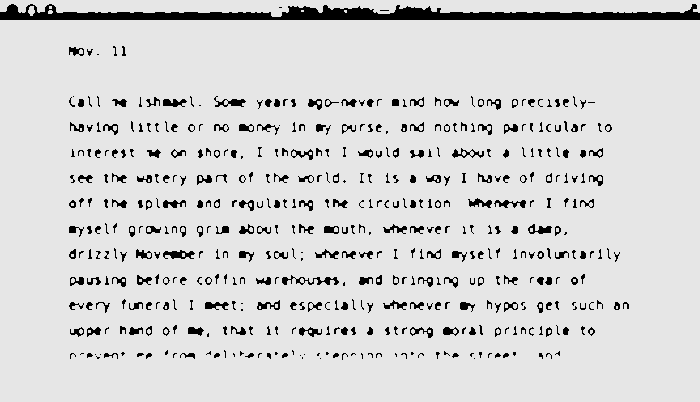 Nov. 11
Call me Ishmael. Some years ago—never mind how long precisely—
having little or no money in my purse, and nothing particular to
interest me on shore, I thought I would sail about a little and
see the watery part of the world. It is a way I have of driving
off the spleen and regulating the circulation. Whenever I find
myself growing grim about the mouth, whenever it is a damp,
drizzly November in my soul; whenever I find myself involuntarily
pausing before coffin warehouses, and bringing up the rear of
every funeral I meet; and especially whenever my hypos get such an
upper hand of me, that it requires a strong moral principle to
prevent me from deliberately stepping into the street, and